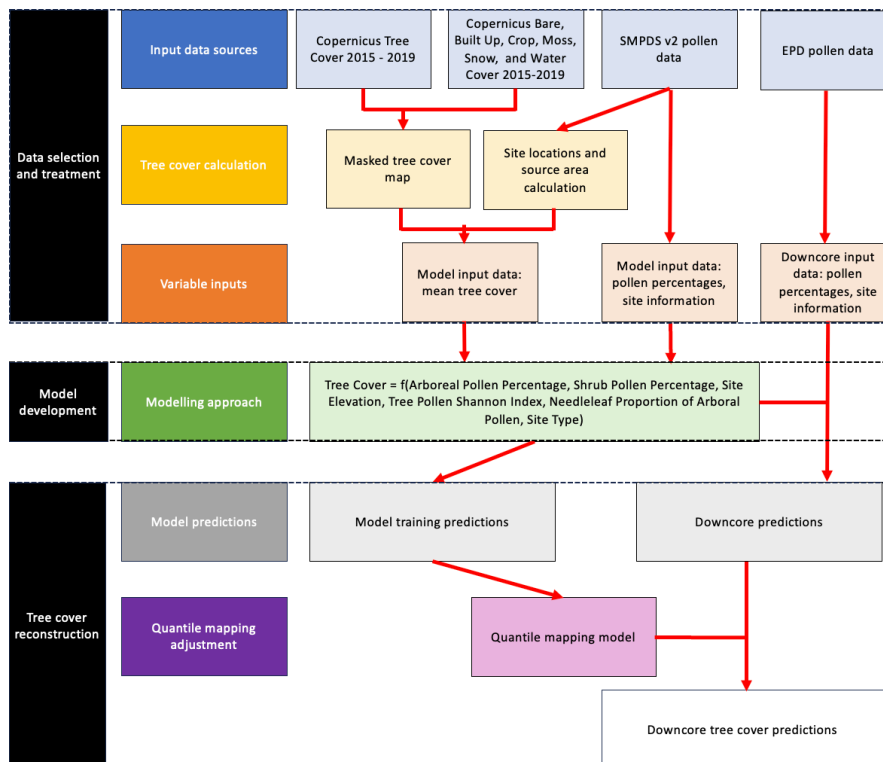 Data selection
and treatment
Input data sources
Copernicus Tree
Cover 2015 - 2019
Copernicus Bare,
Built Up, Crop, Moss,
Snow, and Water
Cover 2015-2019
SMPDS v2 pollen
data
EPD pollen data
Tree cover calculation
Masked tree cover
map
Site locations and
source area
calculation
Variable inputs
Model input data:
mean tree cover
Model input data:
pollen percentages,
site information
Downcore input
data: pollen
percentages, site
information
Model
development
Modelling approach
Tree Cover = f(Arboreal Pollen Percentage, Shrub Pollen Percentage, Site
Elevation, Tree Pollen Shannon Index, Needleleaf Proportion of Arboral
Pollen, Site Type)
Tree cover
reconstruction
Model predictions
Model training predictions
Downcore predictions
Quantile mapping
adjustment
Quantile mapping model
Downcore tree cover predictions